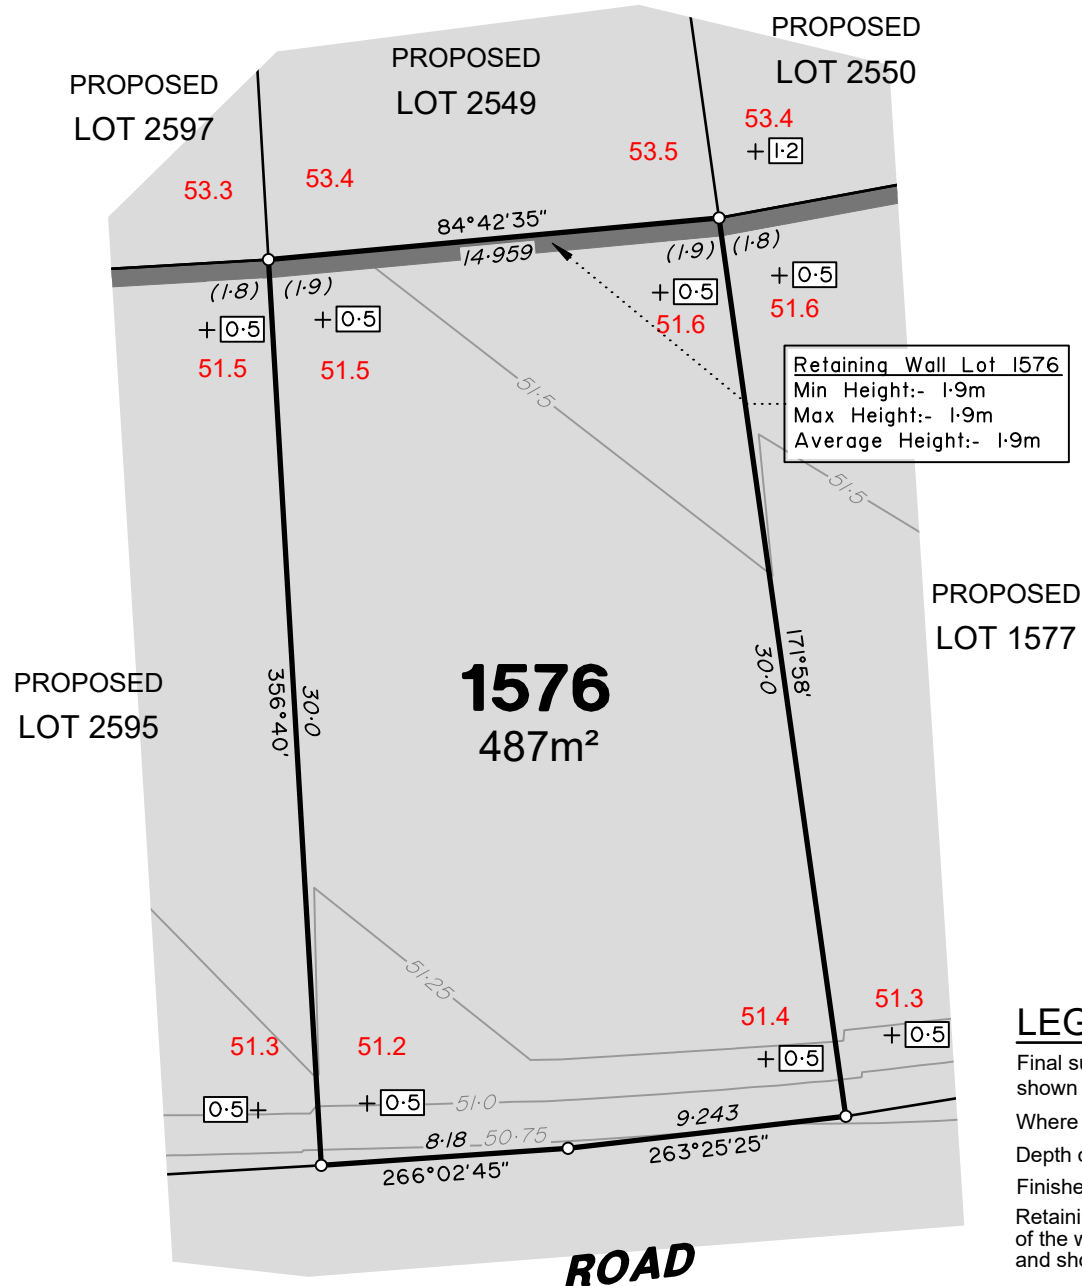 PROPOSED
LOT 2597
PROPOSED
LOT 2549
PROPOSED
LOT 2550
53.3
53.4
53.5
53.4
+ 1·2
84°42'35"
14·959
(1·8)
(1·9)
(1·9)
(1·8)
+ 0·5
51.5
+ 0·5
51.5
+ 0·5
51.6
+ 0·5
51.6
Retaining Wall Lot 1576
Min Height:- 1·9m
Max Height:- 1·9m
Average Height:- 1·9m
51·5
51·5
PROPOSED
LOT 1577
PROPOSED
LOT 2595
356°40'
30·0
1576
487m²
30·0
171°58'
51·25
51.3
0·5 +
51.2
+ 0·5
51.4
+ 0·5
51.3
+ 0·5
51·0
50·75
8·18
266°02'45"
9·243
263°25'25"
ROAD
LEG
Final su
shown
Where
Depth o
Finishe
Retaini
of the w
and sho